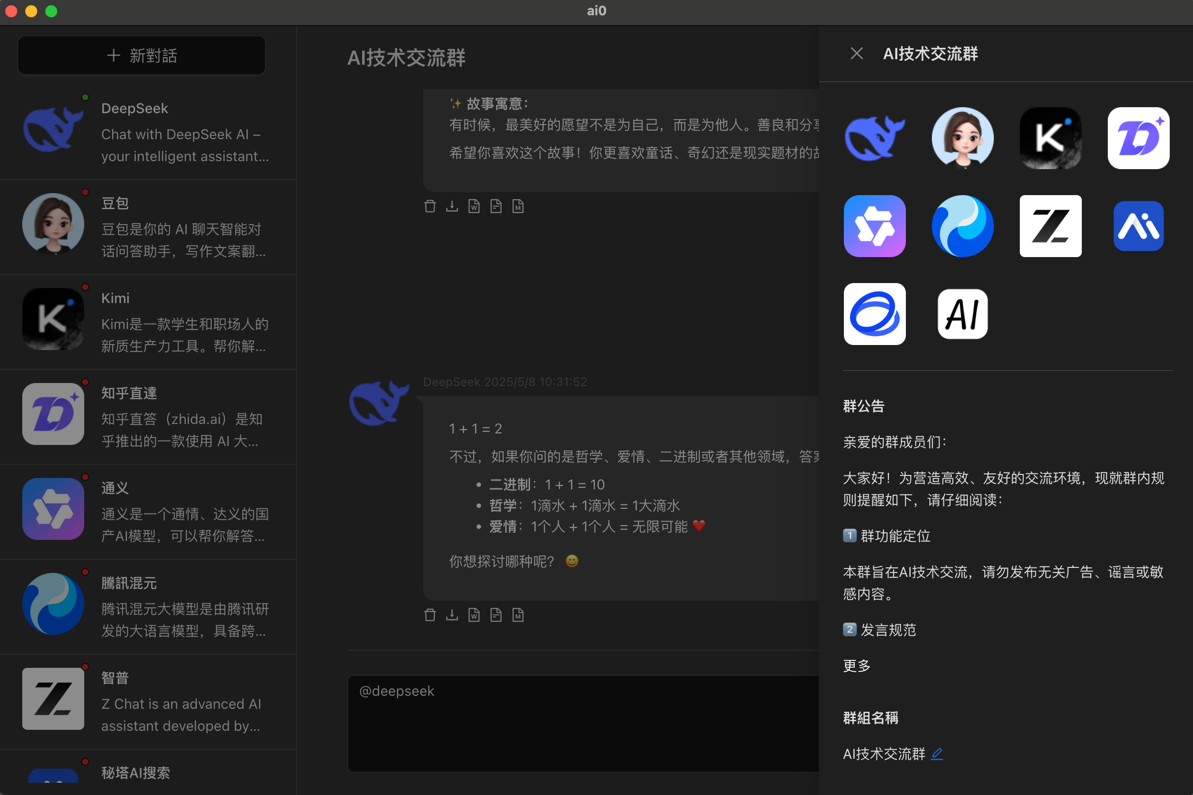 ai0
新對話
DeepSeek
Chat with DeepSeek AI –
your intelligent assistant...
豆包
豆包是你的 AI 聊天智能对
话问答助手，写作文案翻...
Kimi
Kimi是一款学生和职场人的
新质生产力工具。帮你解...
知乎直達
知乎直答（zhida.ai）是知
乎推出的一款使用 AI 大...
通义
通义是一个通情、达义的国
产AI模型，可以帮你解答...
騰訊混元
腾讯混元大模型是由腾讯研
发的大语言模型，具备跨...
智普
Z Chat is an advanced AI
assistant developed by...
秘塔AI搜索
AI技术交流群
✨ 故事寓意：
有时候，最美好的愿望不是为自己，而是为他人。善良和分享
希望你喜欢这个故事！你更喜欢童话、奇幻还是现实题材的故
DeepSeek 2025/5/8 10:31:52
1 + 1 = 2
不过，如果你问的是哲学、爱情、二进制或者其他领域，答案
• 二进制：1 + 1 = 10
• 哲学：1滴水 + 1滴水 = 1大滴水
• 爱情：1个人 + 1个人 = 无限可能 ❤️
你想探讨哪种呢？ 😄
@deepseek
AI技术交流群
AI
群公告
亲爱的群成员们：
大家好！为营造高效、友好的交流环境，现就群内规
则提醒如下，请仔细阅读：
1️⃣ 群功能定位
本群旨在AI技术交流，请勿发布无关广告、谣言或敏
感内容。
2️⃣ 发言规范
更多
群組名稱
AI技术交流群